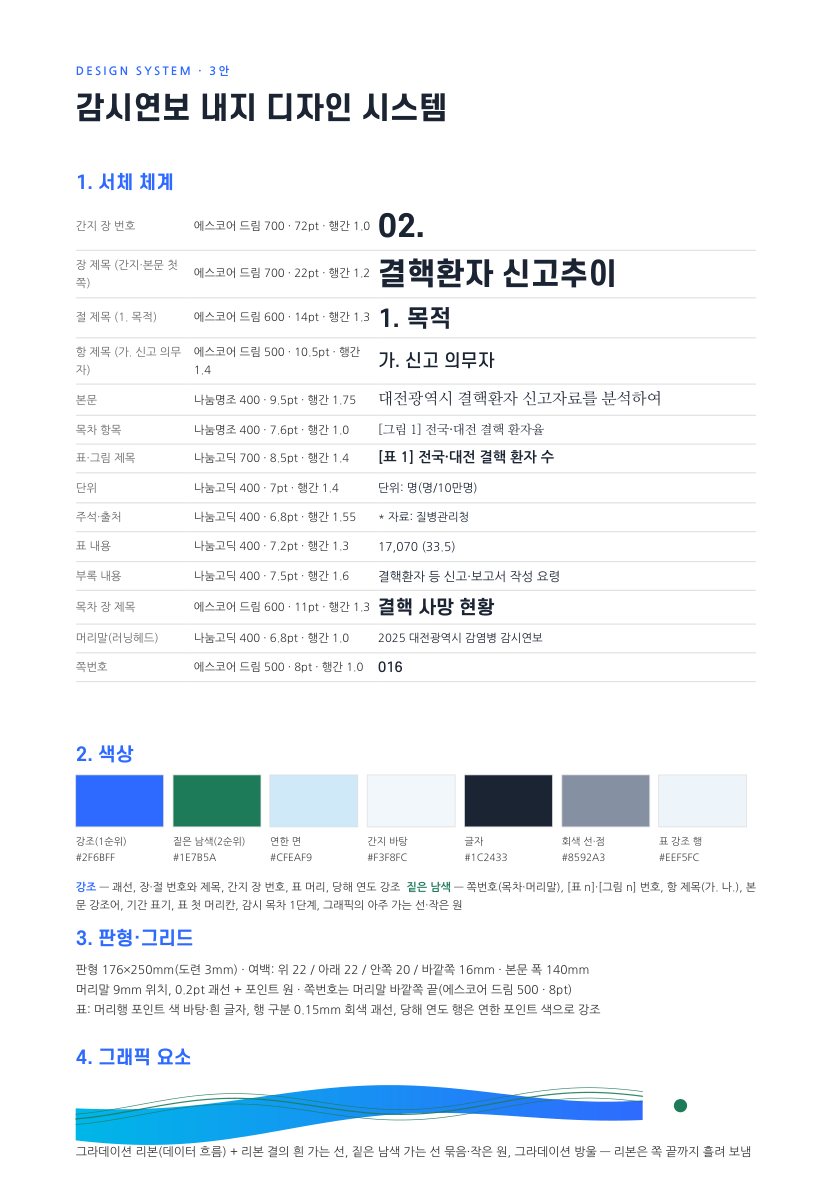 DESIGN SYSTEM · 3안
감시연보 내지 디자인 시스템
1. 서체 체계
간지 장 번호 에스코어 드림 700 · 72pt · 행간 1.0 02.
장 제목 (간지·본문 첫 쪽) 에스코어 드림 700 · 22pt · 행간 1.2 결핵환자 신고추이
절 제목 (1. 목적) 에스코어 드림 600 · 14pt · 행간 1.3 1. 목적
항 제목 (가. 신고 의무자) 에스코어 드림 500 · 10.5pt · 행간 1.4 가. 신고 의무자
본문 나눔명조 400 · 9.5pt · 행간 1.75 대전광역시 결핵환자 신고자료를 분석하여
목차 항목 나눔명조 400 · 7.6pt · 행간 1.0 [그림 1] 전국·대전 결핵 환자율
표·그림 제목 나눔고딕 700 · 8.5pt · 행간 1.4 [표 1] 전국·대전 결핵 환자 수
단위 나눔고딕 400 · 7pt · 행간 1.4 단위: 명(명/10만명)
주석·출처 나눔고딕 400 · 6.8pt · 행간 1.55 * 자료: 질병관리청
표 내용 나눔고딕 400 · 7.2pt · 행간 1.3 17,070 (33.5)
부록 내용 나눔고딕 400 · 7.5pt · 행간 1.6 결핵환자 등 신고·보고서 작성 요령
목차 장 제목 에스코어 드림 600 · 11pt · 행간 1.3 결핵 사망 현황
머리말(러닝헤드) 나눔고딕 400 · 6.8pt · 행간 1.0 2025 대전광역시 감염병 감시연보
쪽번호 에스코어 드림 500 · 8pt · 행간 1.0 016
2. 색상
강조(1순위) 짙은 남색(2순위) 연한 면 간지 바탕 글자 회색 선·점 표 강조 행
#2F6BFF #1E7B5A #CFEAF9 #F3F8FC #1C2433 #8592A3 #EEF5FC
강조 — 괘선, 장·절 번호와 제목, 간지 장 번호, 표 머리, 당해 연도 강조 짙은 남색 — 쪽번호(목차·머리말), [표 n]·[그림 n] 번호, 항 제목(가. 나.), 본
문 강조어, 기간 표기, 표 첫 머리칸, 감시 목차 1단계, 그래픽의 아주 가는 선·작은 원
3. 판형·그리드
판형 176×250mm(도련 3mm) · 여백: 위 22 / 아래 22 / 안쪽 20 / 바깥쪽 16mm · 본문 폭 140mm
머리말 9mm 위치, 0.2pt 괘선 + 포인트 원 · 쪽번호는 머리말 바깥쪽 끝(에스코어 드림 500 · 8pt)
표: 머리행 포인트 색 바탕·흰 글자, 행 구분 0.15mm 회색 괘선, 당해 연도 행은 연한 포인트 색으로 강조
4. 그래픽 요소
그라데이션 리본(데이터 흐름) + 리본 결의 흰 가는 선, 짙은 남색 가는 선 묶음·작은 원, 그라데이션 방울 — 리본은 쪽 끝까지 흘려 보냄